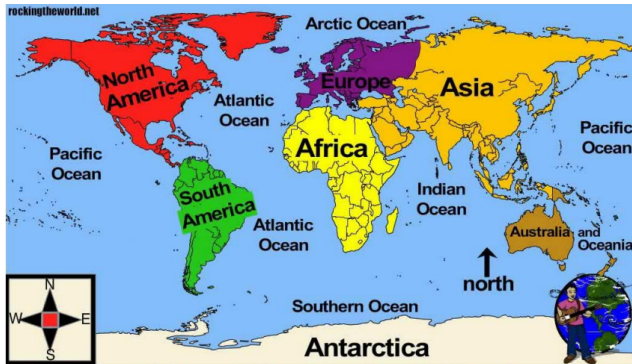 rockingtheworld.net
Arctic Ocean
North
America
Europe
Asia
Atlantic
Ocean
Pacific
Ocean
Africa
Pacific
Ocean
South
America
Indian
Ocean
Atlantic
Ocean
Australia and
Oceania
north
N
W E
S
Southern Ocean
Antarctica